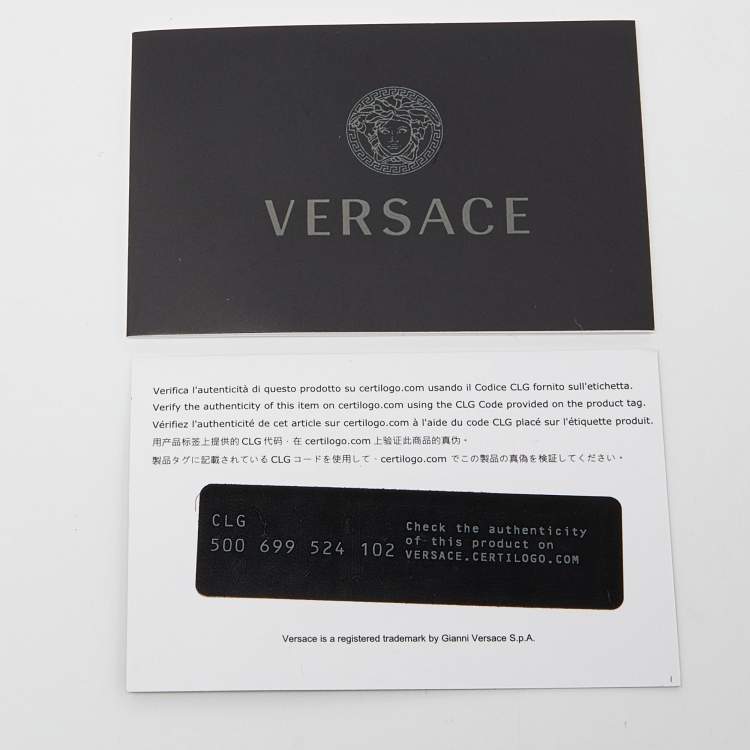 VERSACE
Verifica l'autenticità di questo prodotto su certilogo.com usando il Codice CLG fornito sull'etichetta.
Verify the authenticity of this item on certilogo.com using the CLG Code provided on the product tag.
Vérifiez l'authenticité de cet article sur certilogo.com à l'aide du code CLG placé sur l'étiquette produit.
用产品标签上提供的 CLG 代码，在 certilogo.com 上验证此商品的真伪。
製品タグに記載されている CLG コードを使用して、certilogo.com でこの製品の真偽を検証してください。
CLG
500 699 524 102
Check the authenticity
of this product on
VERSACE.CERTILOGO.COM
Versace is a registered trademark by Gianni Versace S.p.A.